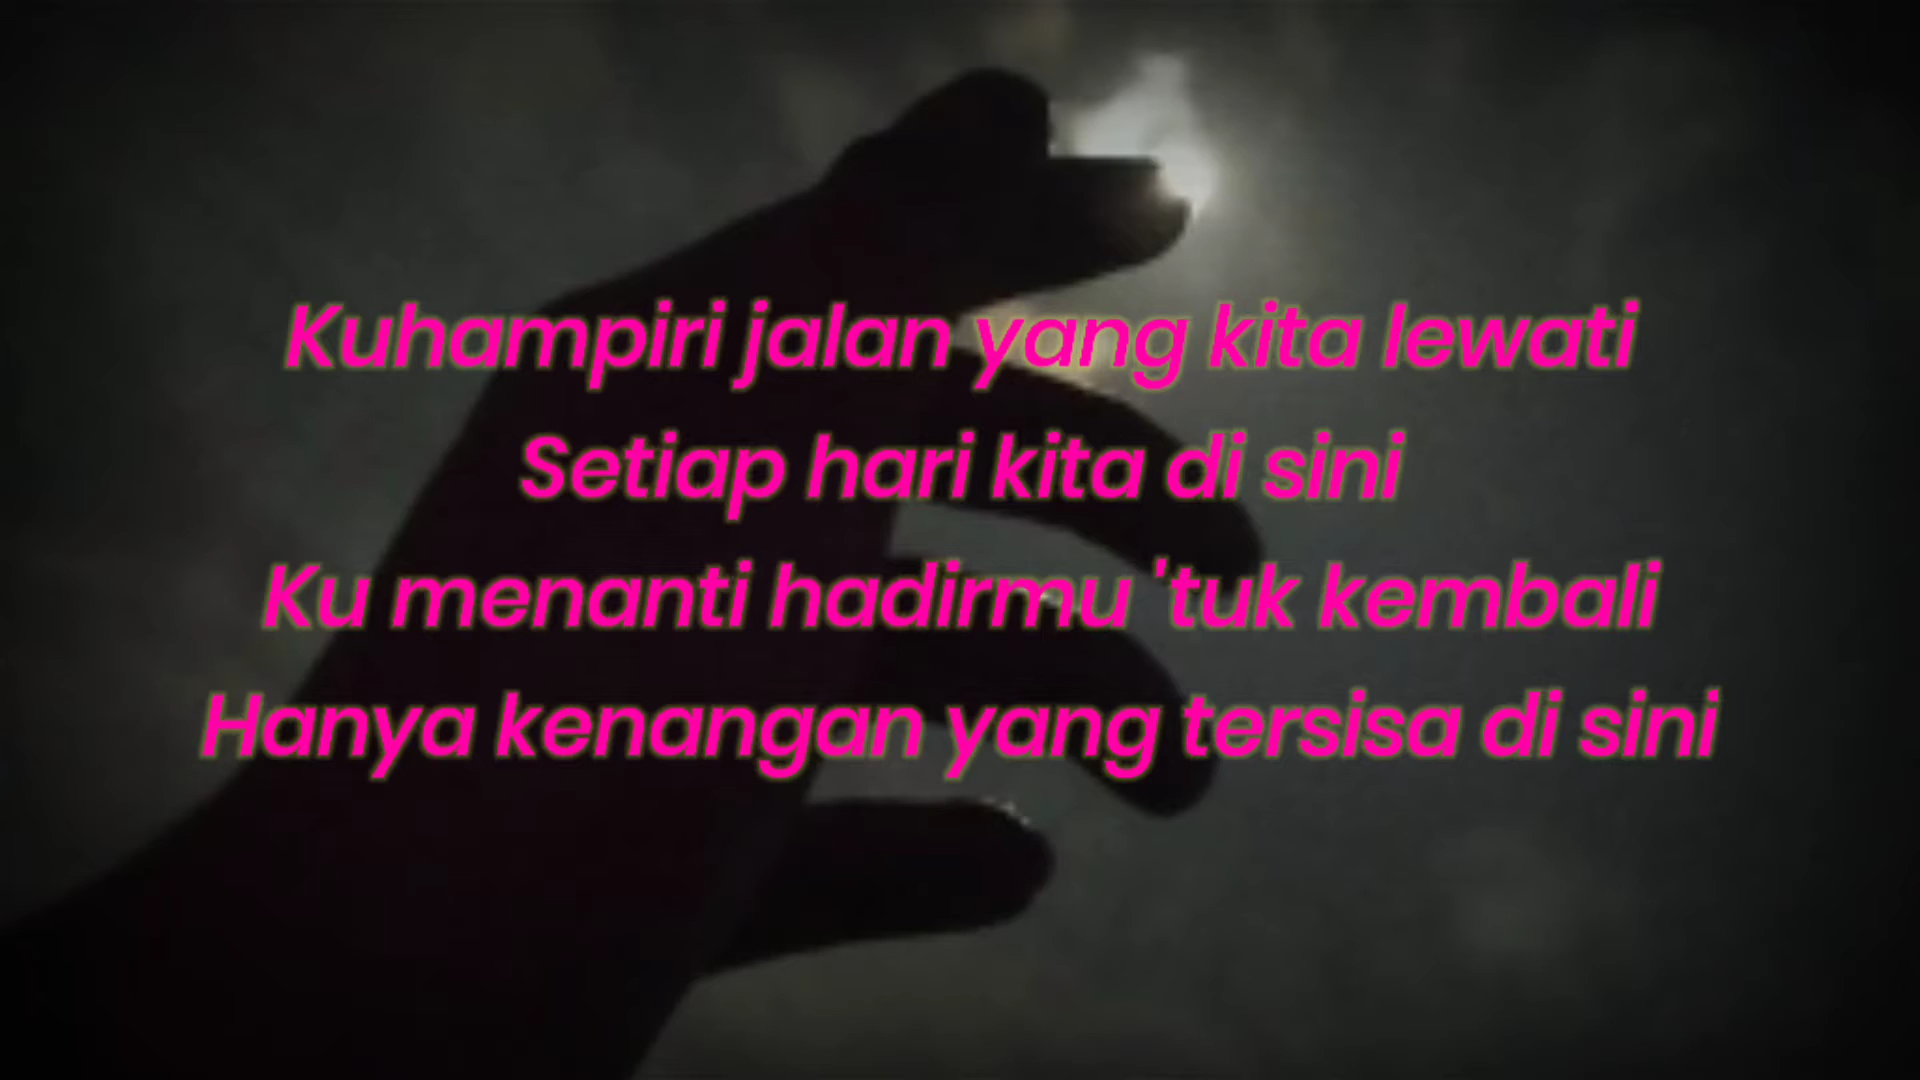 Kuhampiri jalan yang kita lewati
Setiap hari kita di sini
Ku menanti hadirmu 'tuk kembali
Hanya kenangan yang tersisa di sini